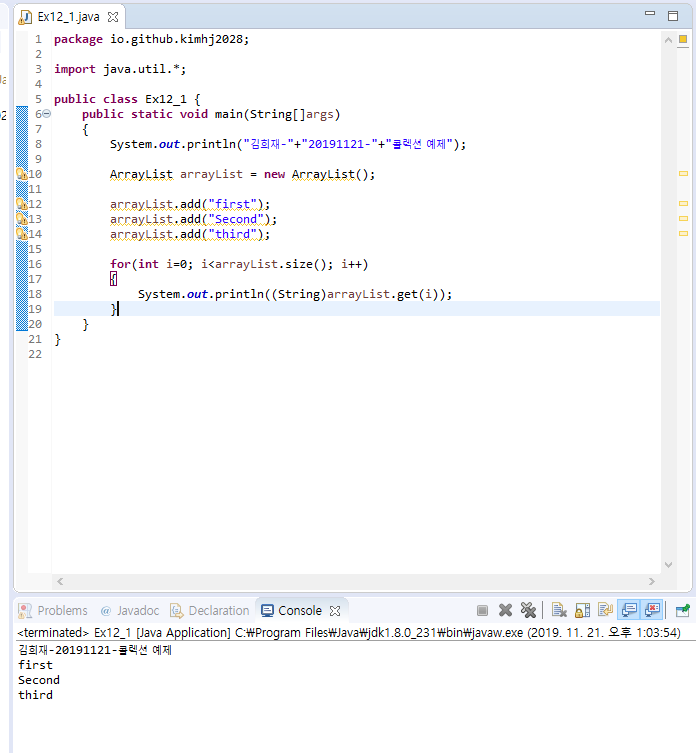 Ex12_1.java
1 package io.github.kimhj2028;
2
3 import java.util.*;
4
5 public class Ex12_1 {
6 public static void main(String[]args)
7 {
8 System.out.println("김희재-"+"20191121-"+"콜렉션 예제");
9
10 ArrayList arrayList = new ArrayList();
11
12 arrayList.add("first");
13 arrayList.add("Second");
14 arrayList.add("third");
15
16 for(int i=0; i<arrayList.size(); i++)
17 {
18 System.out.println((String)arrayList.get(i));
19 }
20 }
21 }
22
Problems @ Javadoc Declaration Console
<terminated> Ex12_1 [Java Application] C:₩Program Files₩Java₩jdk1.8.0_231₩bin₩javaw.exe (2019. 11. 21. 오후 1:03:54)
김희재-20191121-콜렉션 예제
first
Second
third